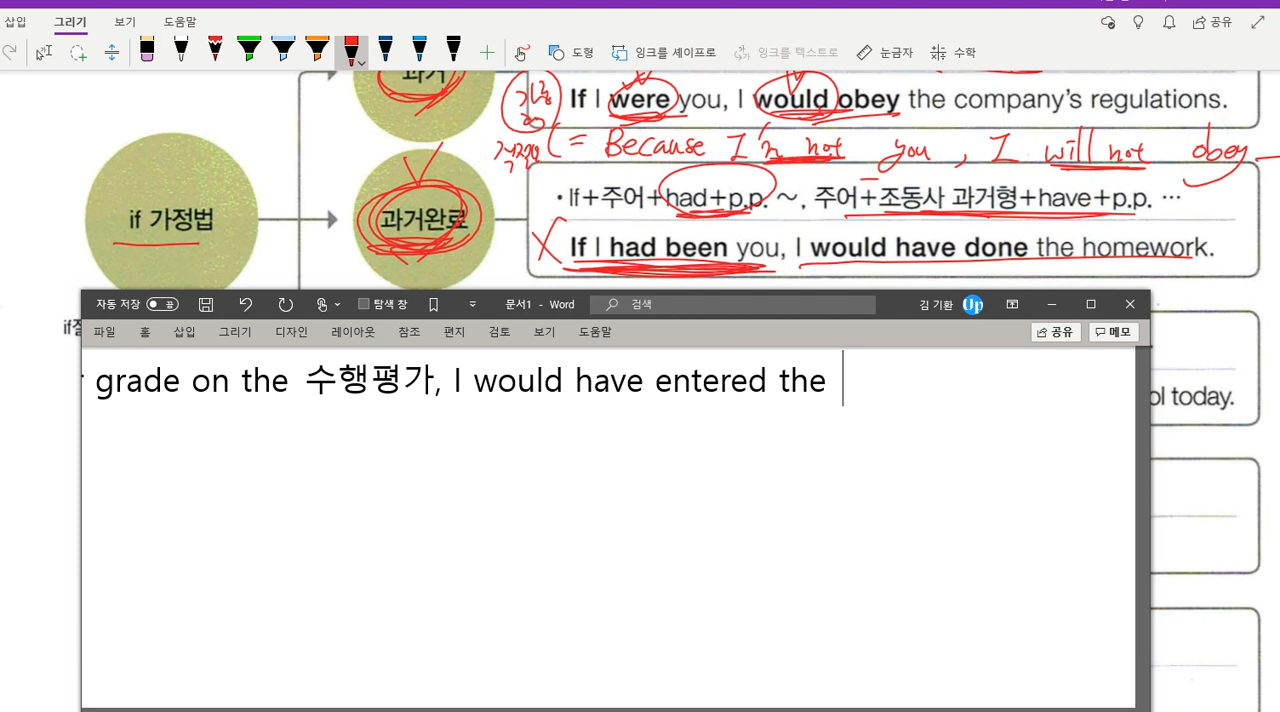 삽입 그리기 보기 도움말
공유
도형 잉크를 셰이프로 잉크를 텍스트로 눈금자 수학
과거
If I were you, I would obey the company's regulations.
(= Because I'm not you, I will not obey
if 가정법
과거완료
·If+주어+had+p.p. ~, 주어+조동사 과거형+have+p.p. …
If I had been you, I would have done the homework.
자동 저장 끔 탐색 창 문서1 - Word 검색 김 기환 Up
파일 홈 삽입 그리기 디자인 레이아웃 참조 편지 검토 보기 도움말 공유 메모
grade on the 수행평가, I would have entered the
ol today.